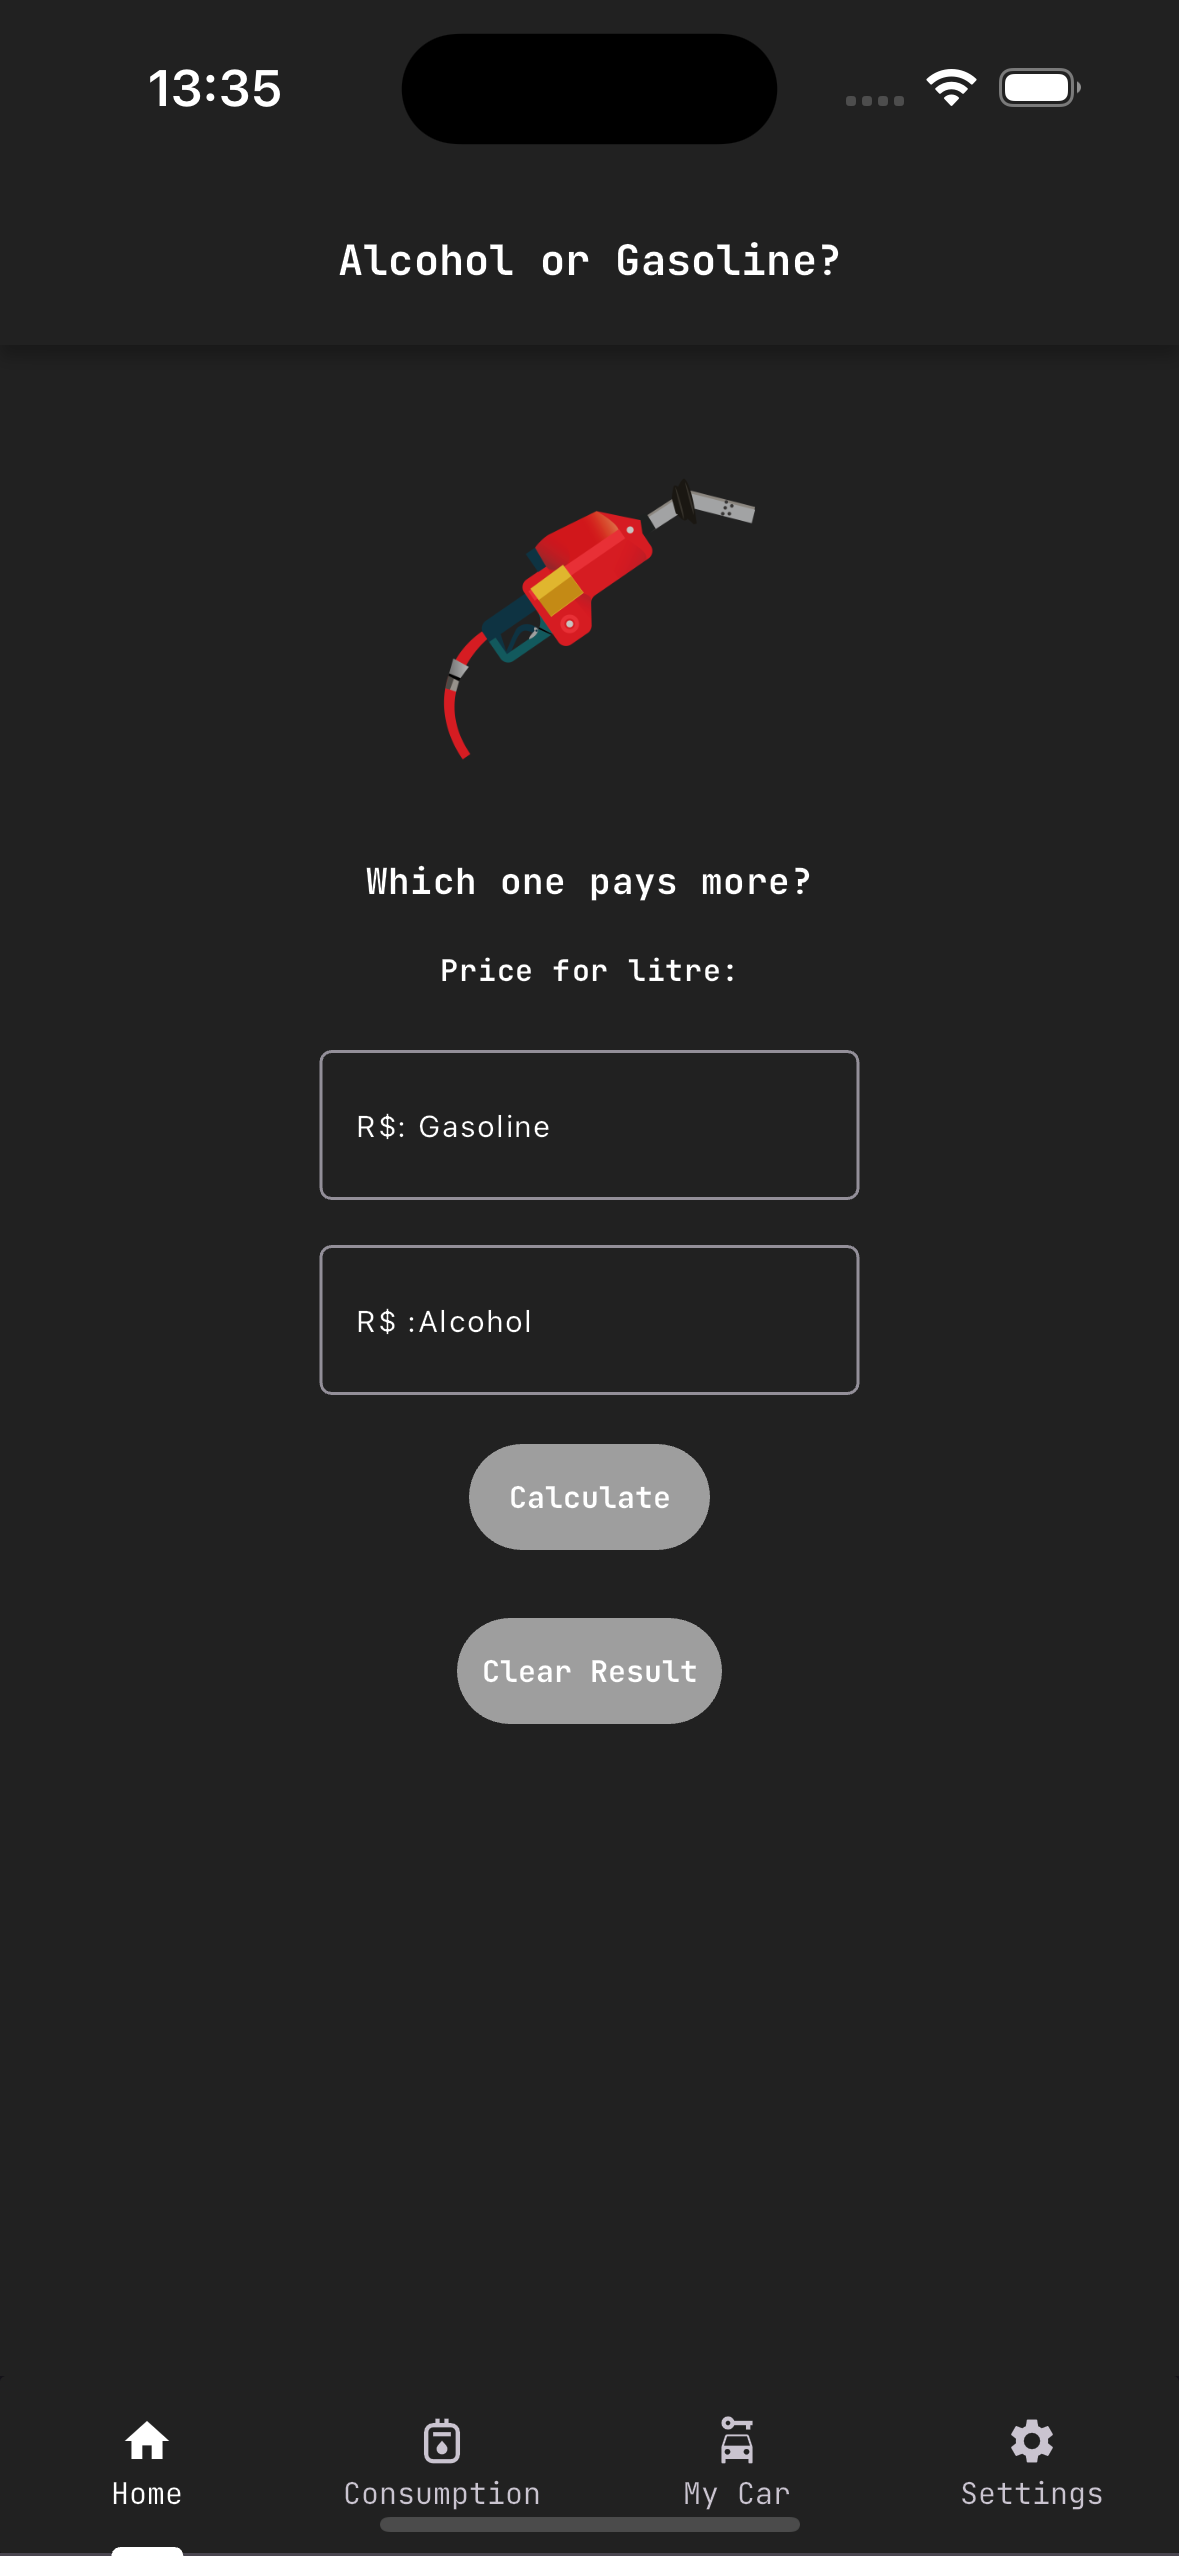 13:35
Alcohol or Gasoline?
Which one pays more?
Price for litre:
R$: Gasoline
R$ :Alcohol
Calculate
Clear Result
Home
Consumption
My Car
Settings